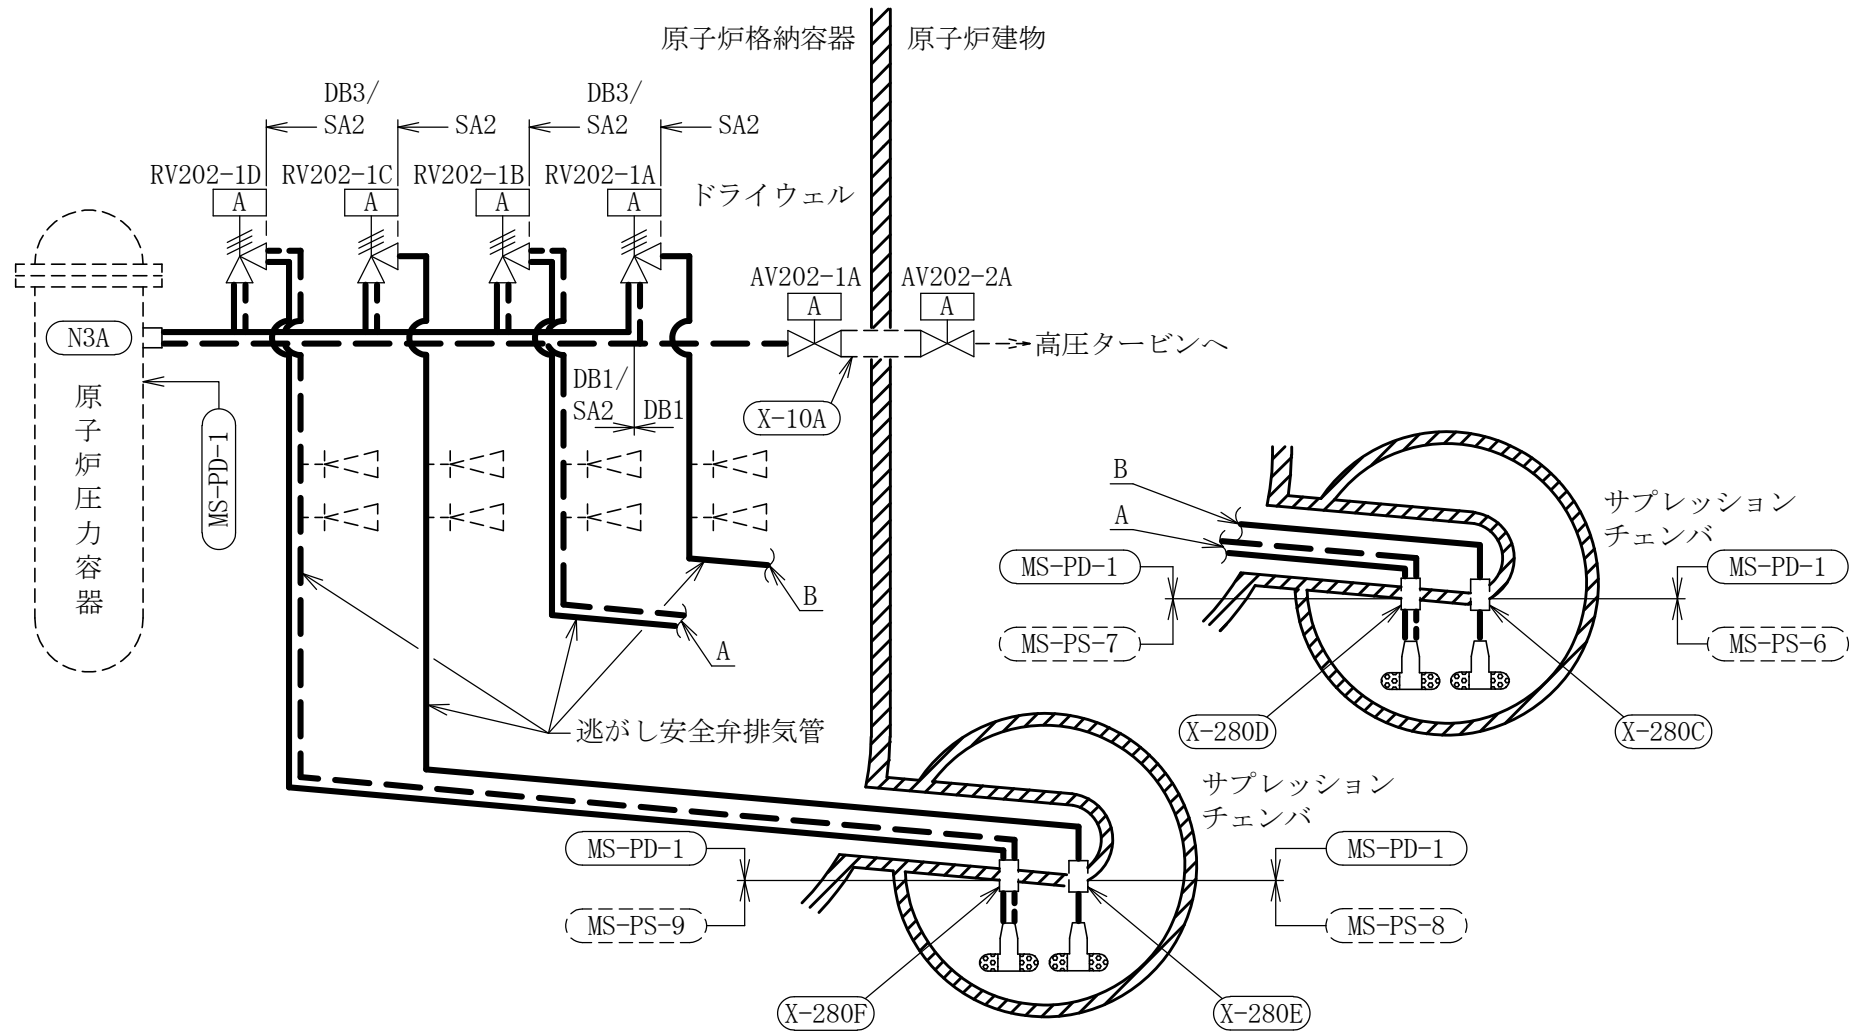 原子炉格納容器
原子炉建物
DB3/
SA2
SA2
DB3/
SA2
SA2
RV202-1D
RV202-1C
RV202-1B
RV202-1A
A
A
A
A
ドライウェル
AV202-1A
AV202-2A
A
A
N3A
高圧タービンへ
原子炉圧力容器
MS-PD-1
DB1/
SA2
DB1
X-10A
B
A
逃がし安全弁排気管
B
A
サプレッション
チェンバ
MS-PD-1
MS-PS-7
MS-PD-1
MS-PS-6
X-280D
X-280C
サプレッション
チェンバ
MS-PD-1
MS-PS-9
MS-PD-1
MS-PS-8
X-280F
X-280E